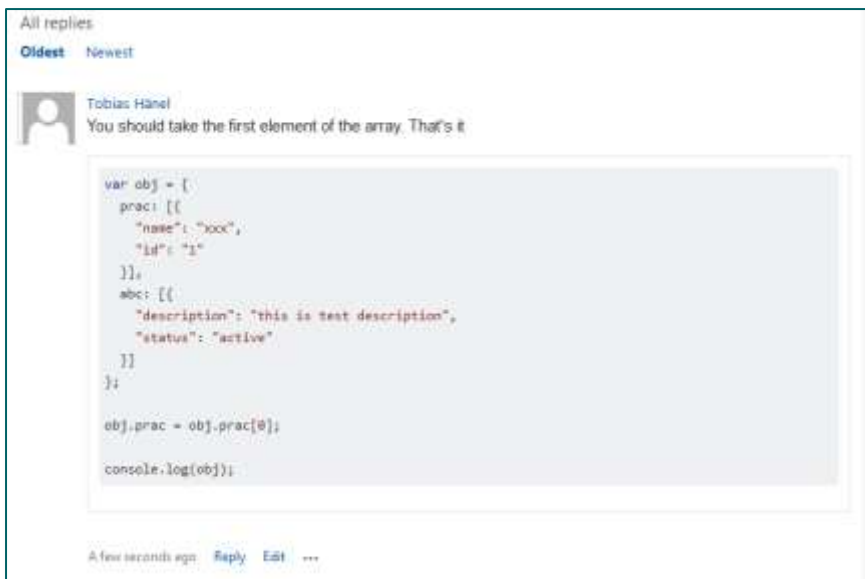 All replies
Oldest Newest
Tobias Hänel
You should take the first element of the array. That's it
var obj = {
prac: [{
"name": "xxx",
"id": "1"
}],
abc: [{
"description": "this is test description",
"status": "active"
}]
};
obj.prac = obj.prac[0];
console.log(obj);
A few seconds ago Reply Edit ...